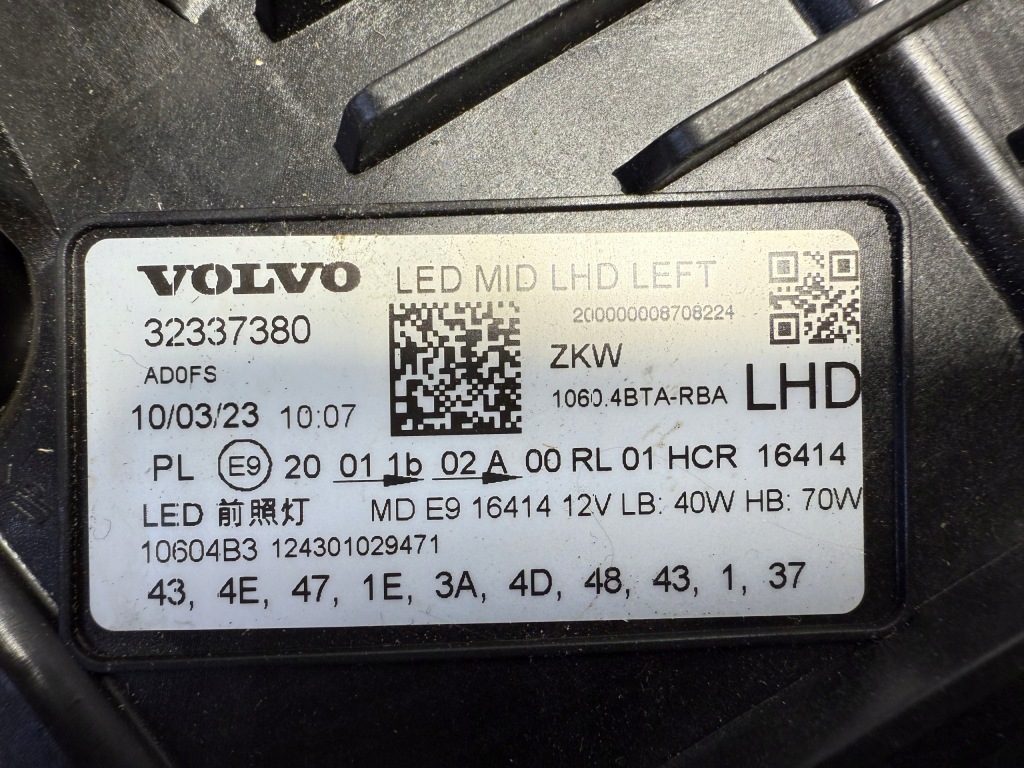 VOLVO LED MID LHD LEFT
32337380 200000008708224
AD0FS ZKW
1060.4BTA-RBA LHD
10/03/23 10:07
PL E9 20 01 1b 02 A 00 RL 01 HCR 16414
LED 前照灯 MD E9 16414 12V LB: 40W HB: 70W
10604B3 124301029471
43, 4E, 47, 1E, 3A, 4D, 48, 43, 1, 37